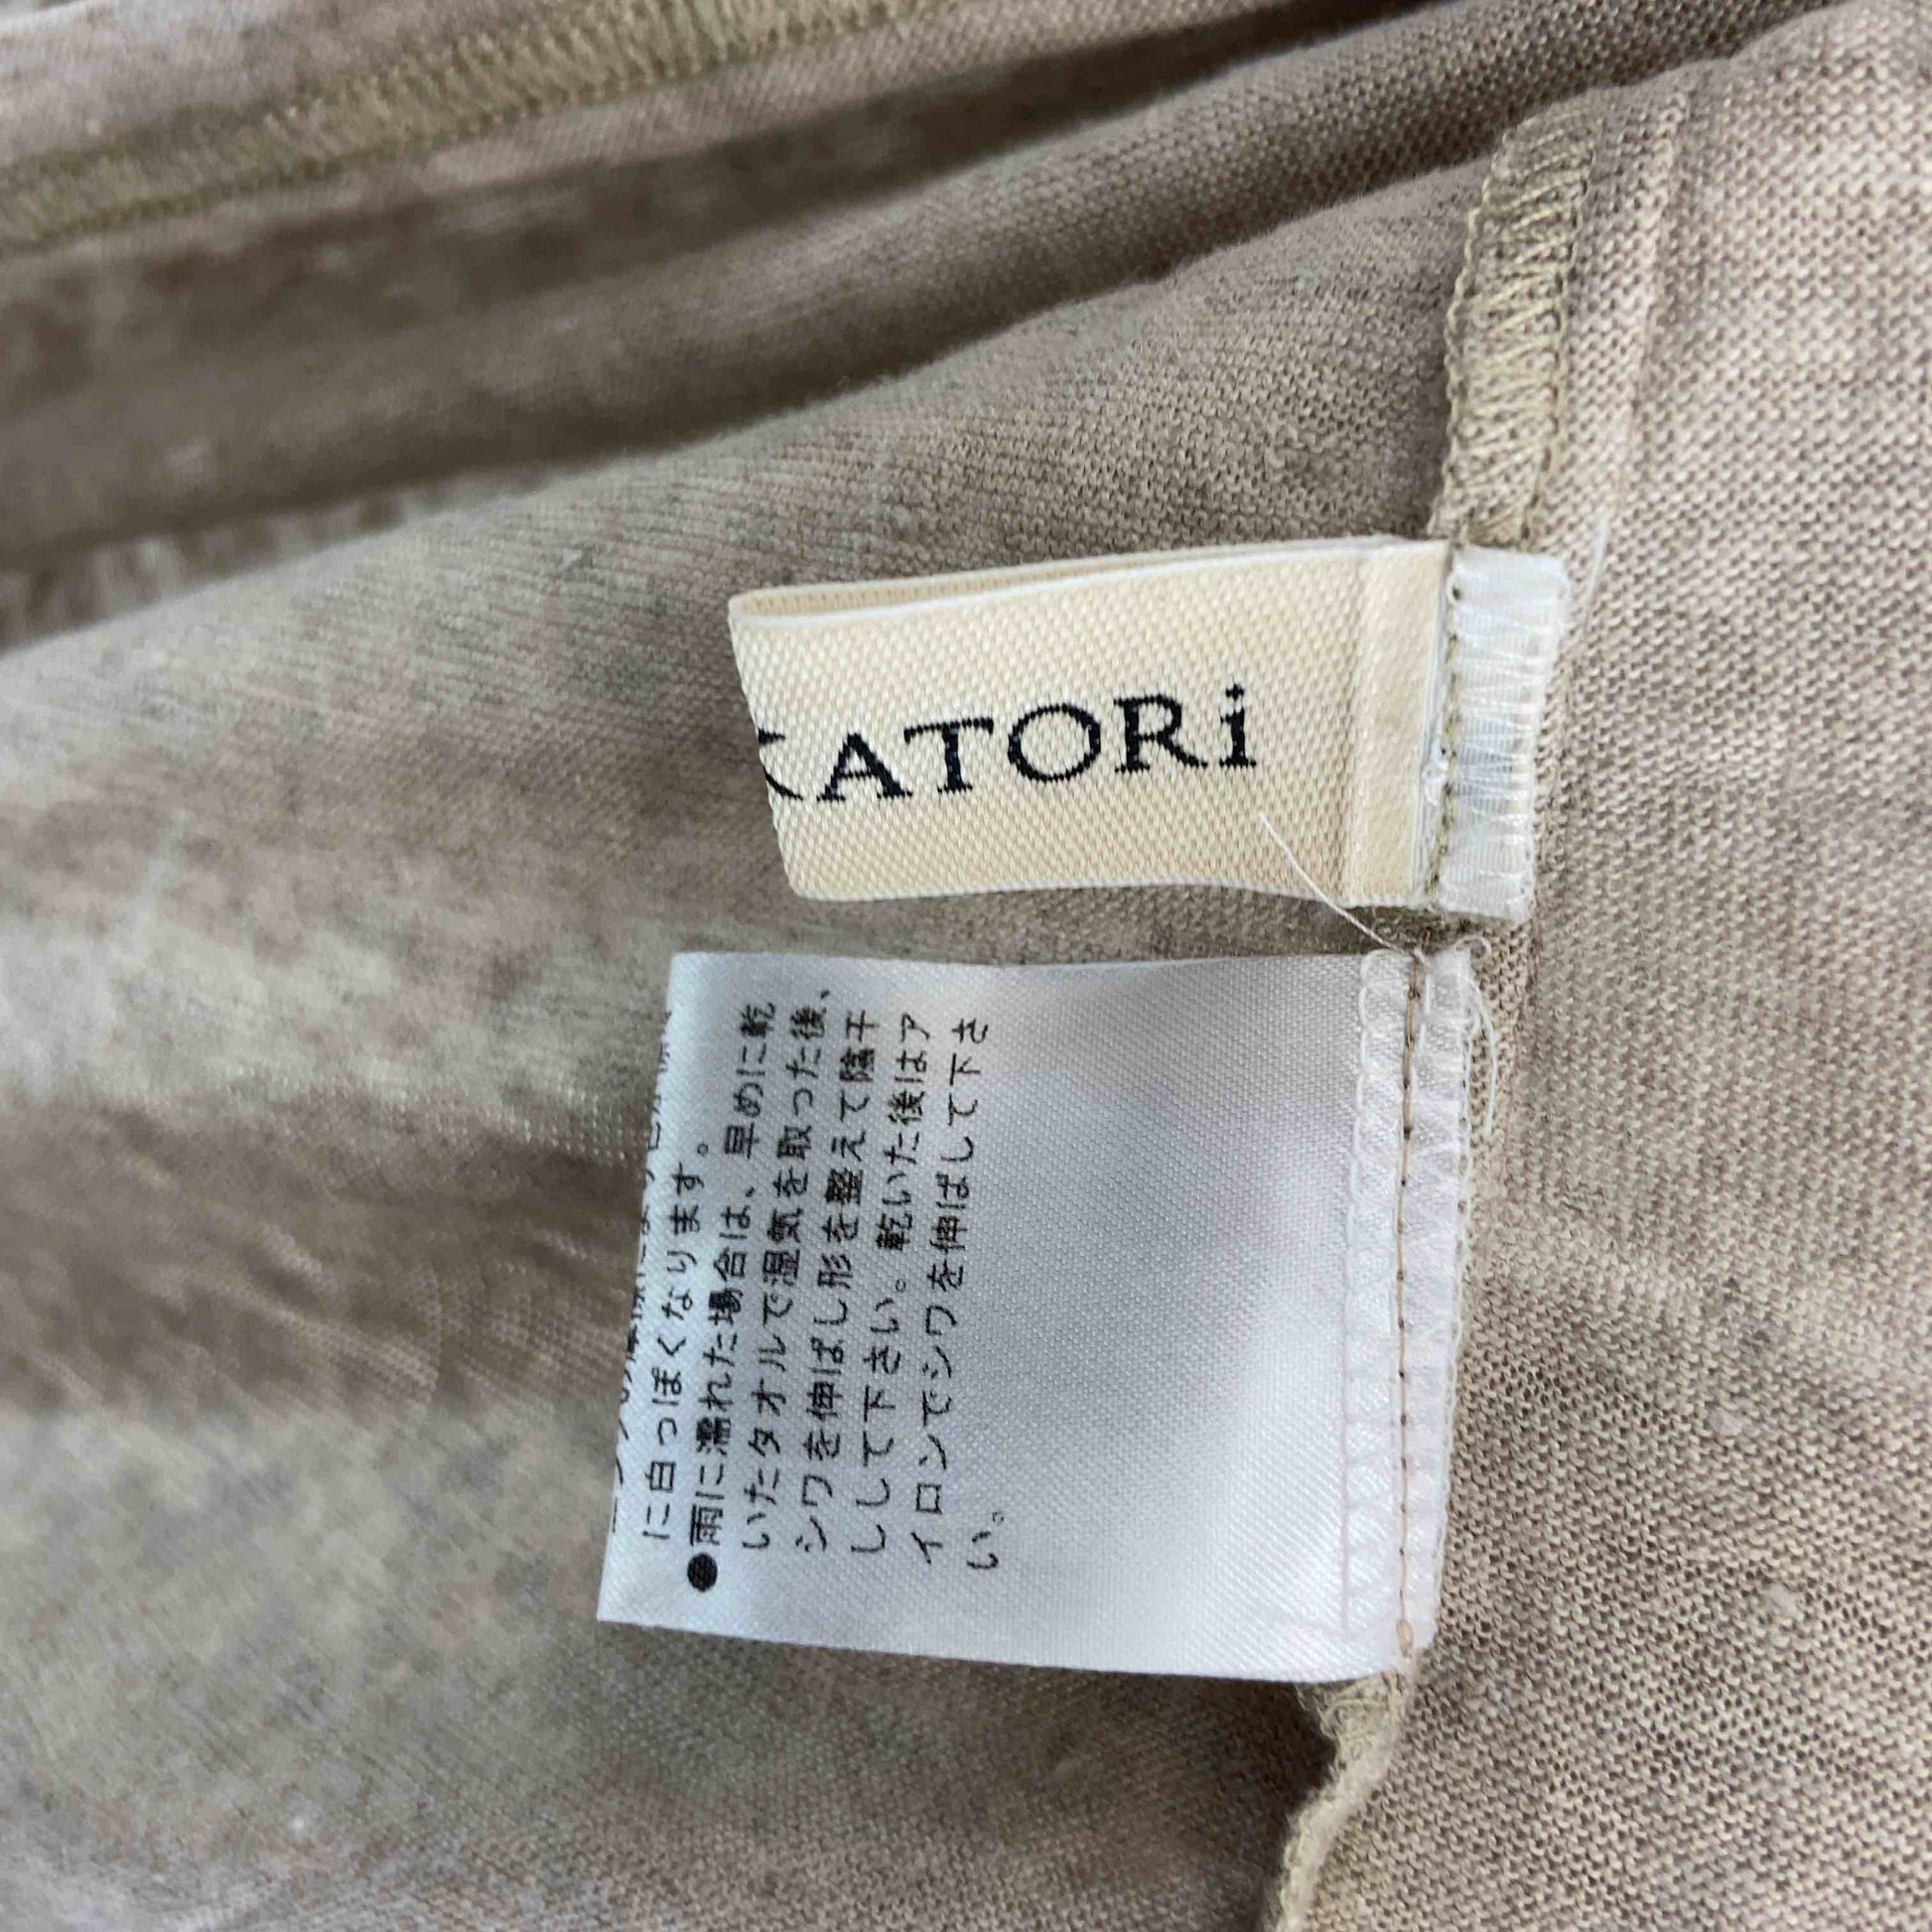 KATORi
に白っぽくなります。
●雨に濡れた場合は、早めに乾
いたタオルで湿気を取った後、
シワを伸ばし形を整えて陰干
しして下さい。乾いた後はア
イロンでシワを伸ばして下さ
い。